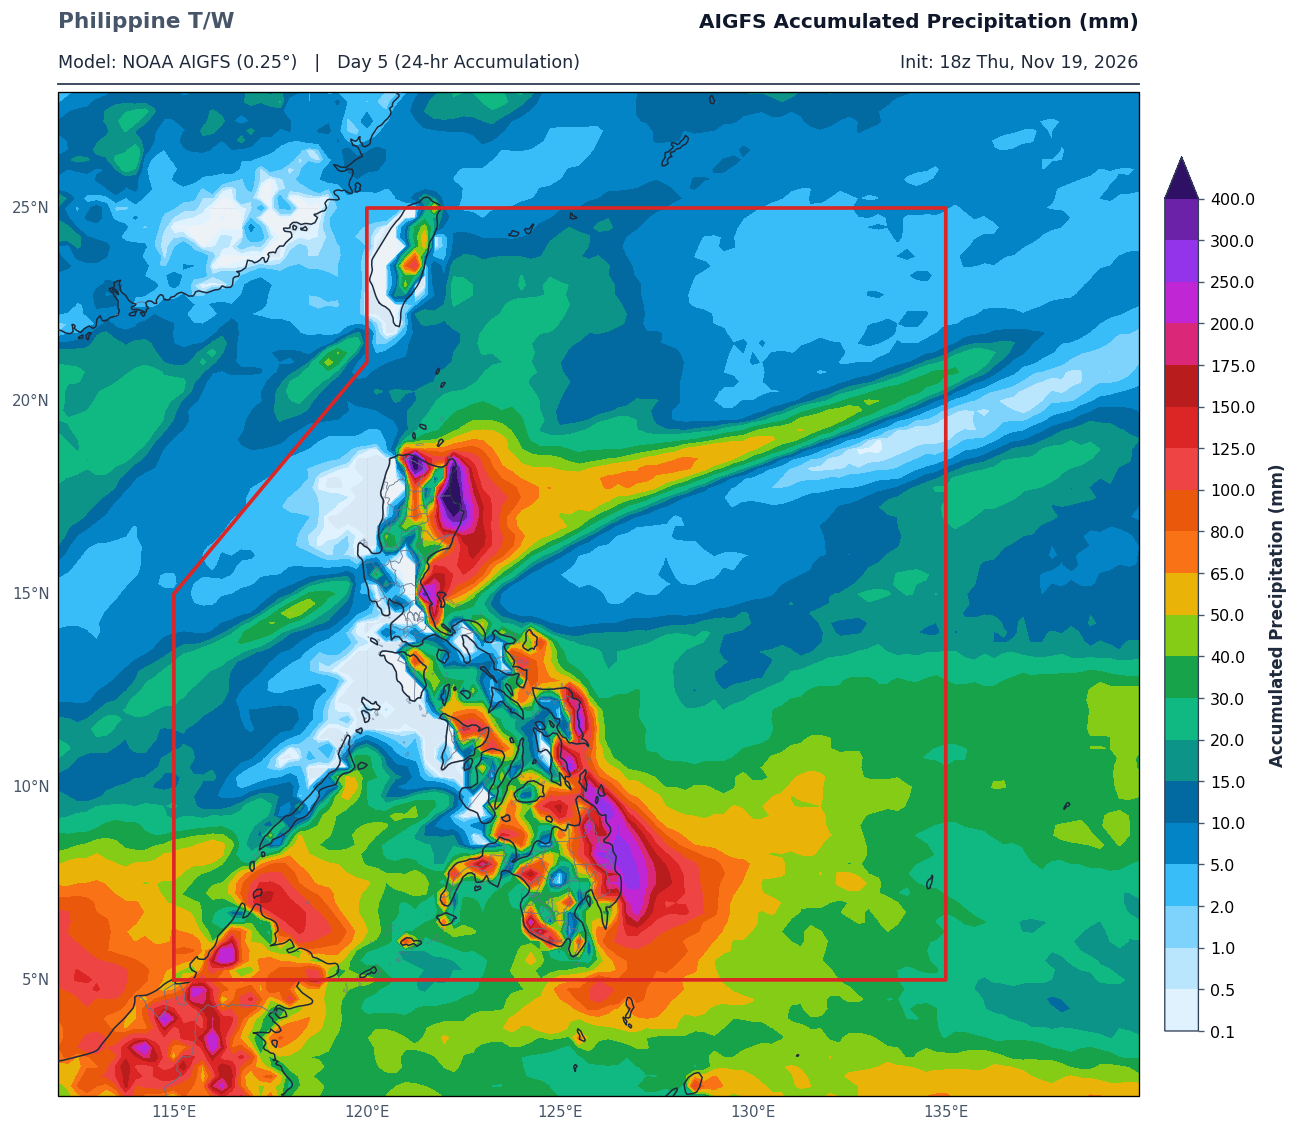 Philippine T/W
AIGFS Accumulated Precipitation (mm)
Model: NOAA AIGFS (0.25°)   |   Day 5 (24-hr Accumulation)
Init: 18z Thu, Nov 19, 2026
25°N
20°N
15°N
10°N
5°N
115°E
120°E
125°E
130°E
135°E
400.0
300.0
250.0
200.0
175.0
150.0
125.0
100.0
80.0
65.0
50.0
40.0
30.0
20.0
15.0
10.0
5.0
2.0
1.0
0.5
0.1
Accumulated Precipitation (mm)